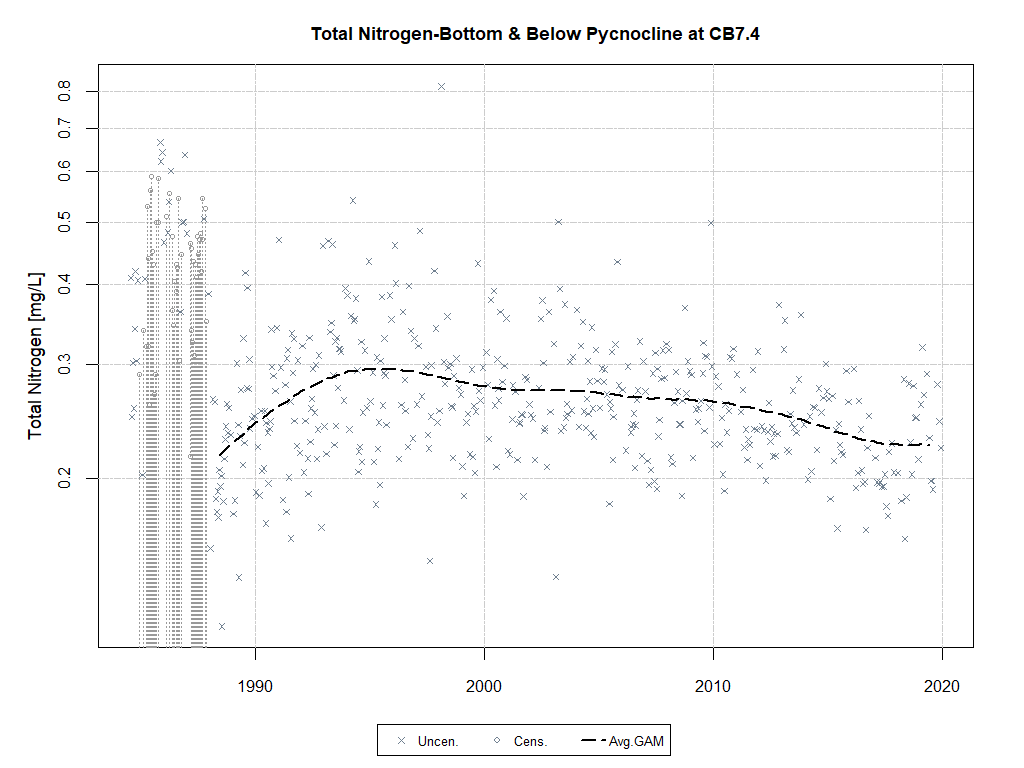 Total Nitrogen-Bottom & Below Pycnocline at CB7.4
Total Nitrogen [mg/L]
0.8
0.7
0.6
0.5
0.4
0.3
0.2
1990 2000 2010 2020
Uncen. Cens. Avg.GAM